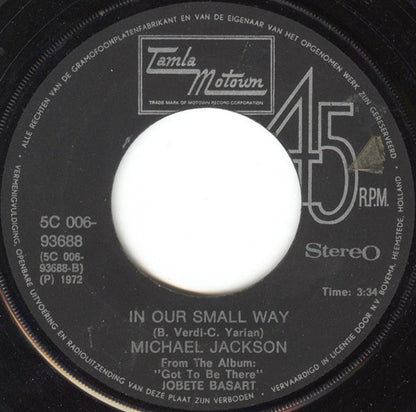 ALLE RECHTEN VAN DE GRAMOFOONPLATENFABRIKANT EN VAN DE EIGENAAR VAN HET OPGENOMEN WERK ZIJN GERESERVEERD
Tamla
Motown
TRADE MARK OF MOTOWN RECORD CORPORATION
45
R.P.M.
5C 006-
93688
(5C 006-
93688-B)
(P) 1972
Stereo
Time: 3:34
IN OUR SMALL WAY
(B. Verdi-C. Yarian)
MICHAEL JACKSON
From The Album:
"Got To Be There"
JOBETE BASART
VERMENIGVULDIGING, OPENBARE UITVOERING EN RADIOUITZENDING VAN DEZE PLAAT ZIJN VERBODEN.
VERVAARDIGD IN LICENTIE DOOR N.V. BOVEMA, HEEMSTEDE, HOLLAND